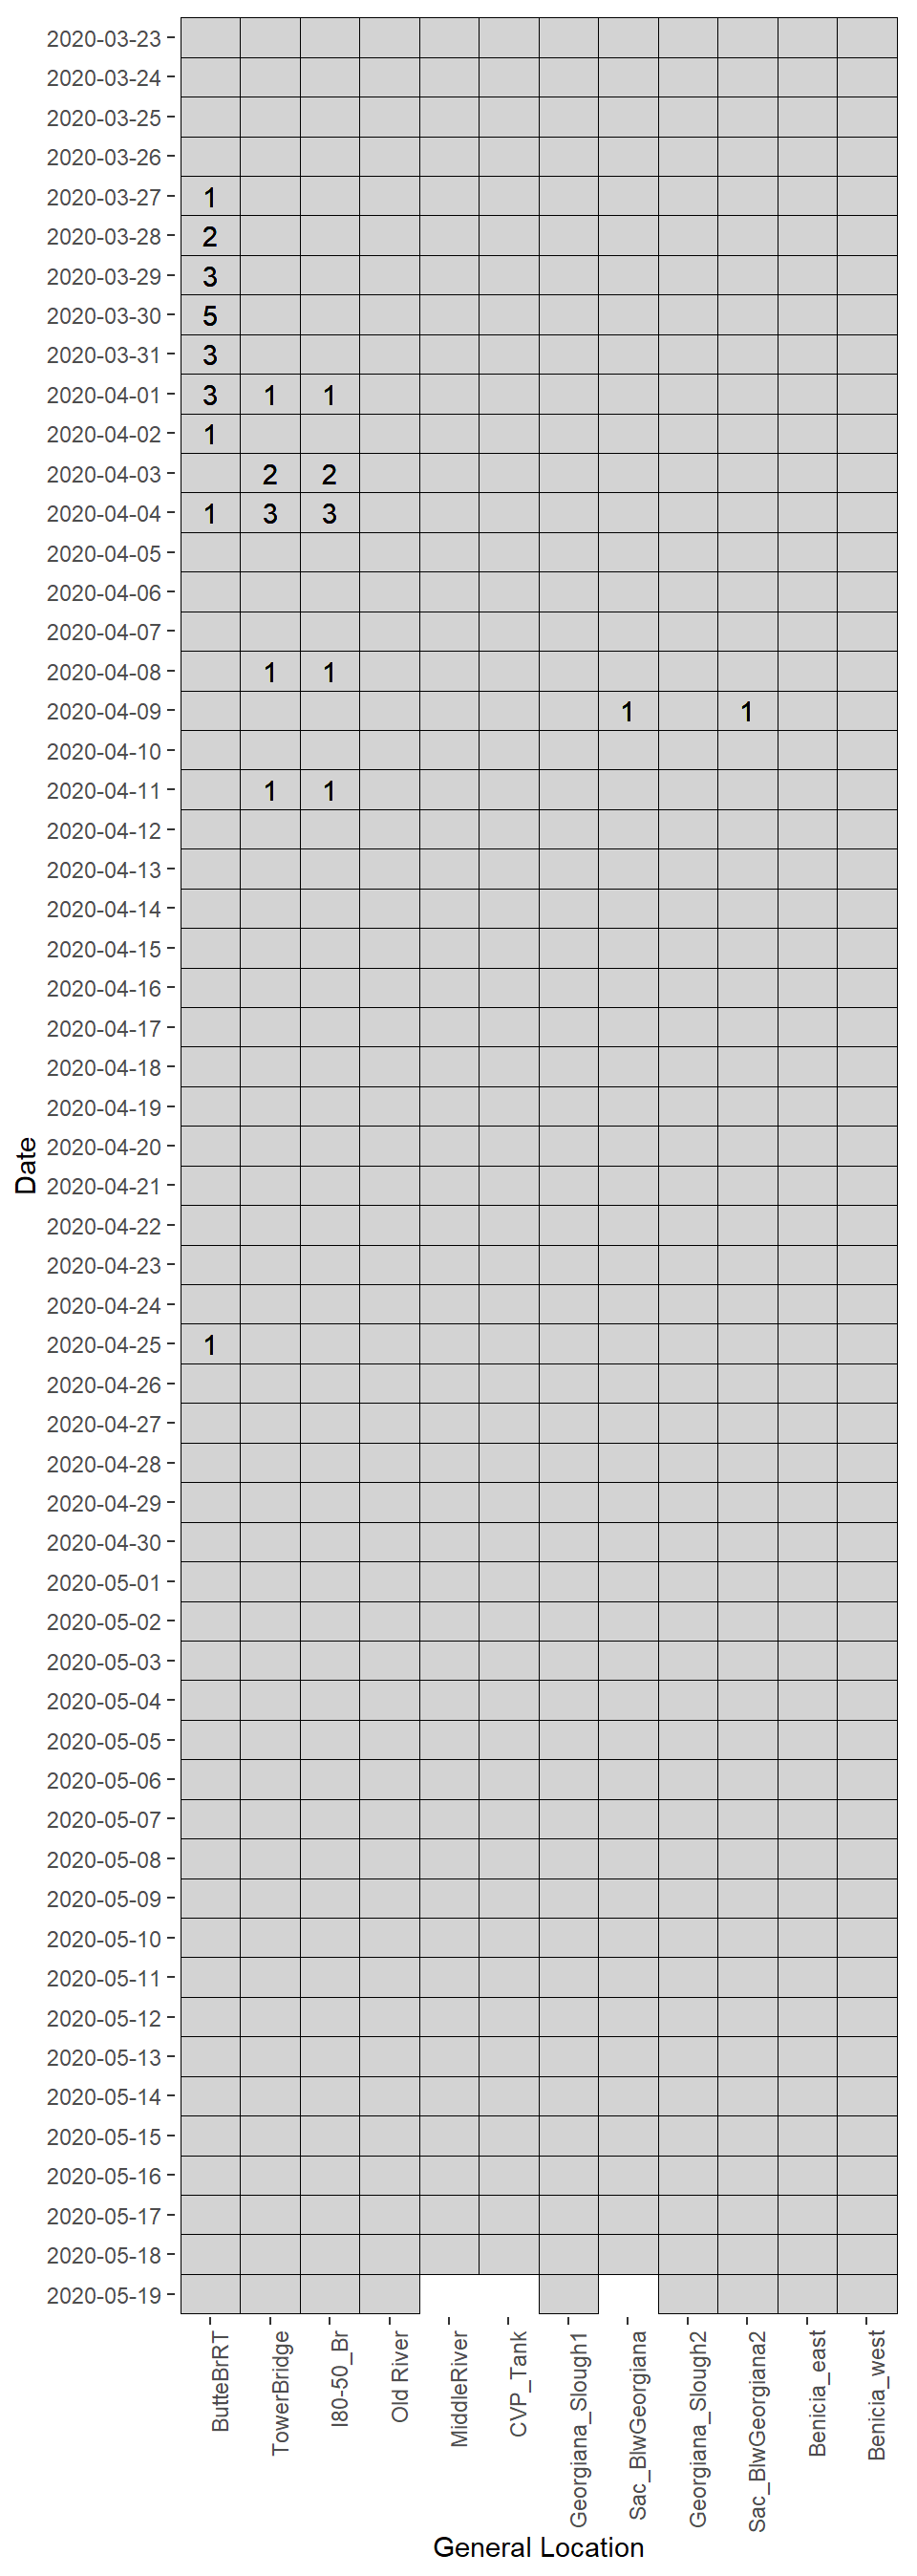 2020-03-23
2020-03-24
2020-03-25
2020-03-26
2020-03-27 1
2020-03-28 2
2020-03-29 3
2020-03-30 5
2020-03-31 3
2020-04-01 3 1 1
2020-04-02 1
2020-04-03 2 2
2020-04-04 1 3 3
2020-04-05
2020-04-06
2020-04-07
2020-04-08 1 1
2020-04-09 1 1
2020-04-10
2020-04-11 1 1
2020-04-12
2020-04-13
2020-04-14
2020-04-15
2020-04-16
2020-04-17
2020-04-18
2020-04-19
2020-04-20
2020-04-21
2020-04-22
2020-04-23
2020-04-24
2020-04-25 1
2020-04-26
2020-04-27
2020-04-28
2020-04-29
2020-04-30
2020-05-01
2020-05-02
2020-05-03
2020-05-04
2020-05-05
2020-05-06
2020-05-07
2020-05-08
2020-05-09
2020-05-10
2020-05-11
2020-05-12
2020-05-13
2020-05-14
2020-05-15
2020-05-16
2020-05-17
2020-05-18
2020-05-19
Date
ButteBrRT
TowerBridge
I80-50_Br
Old River
MiddleRiver
CVP_Tank
Georgiana_Slough1
Sac_BlwGeorgiana
Georgiana_Slough2
Sac_BlwGeorgiana2
Benicia_east
Benicia_west
General Location